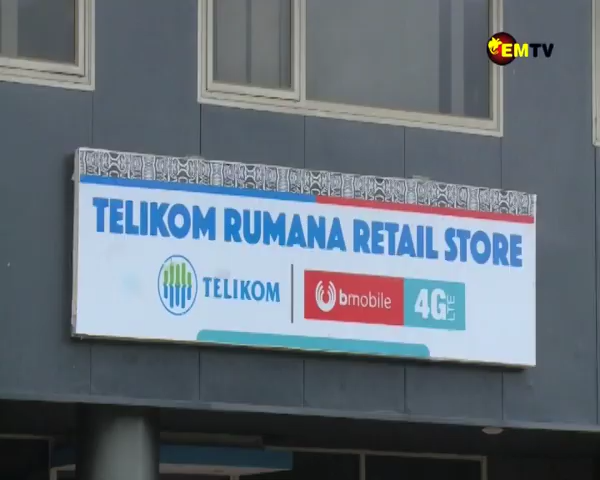 EMTV
TELIKOM RUMANA RETAIL STORE
TELIKOM
bmobile
4G LTE